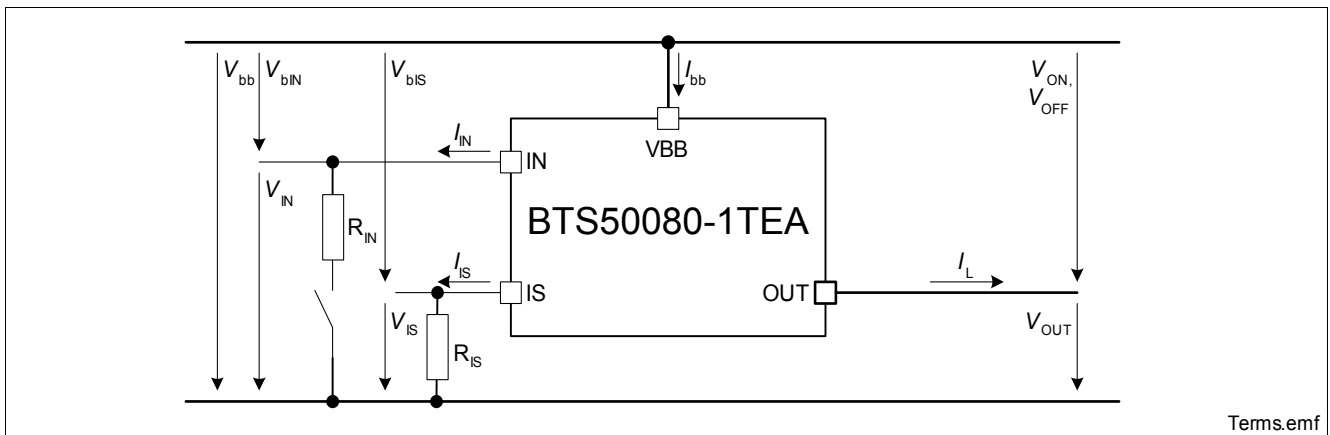 V_bb V_bIN V_bIS I_bb V_ON,
V_OFF
I_IN
VBB
IN
V_IN
BTS50080-1TEA
R_IN
I_IS I_L
IS OUT
V_IS V_OUT
R_IS
Terms.emf